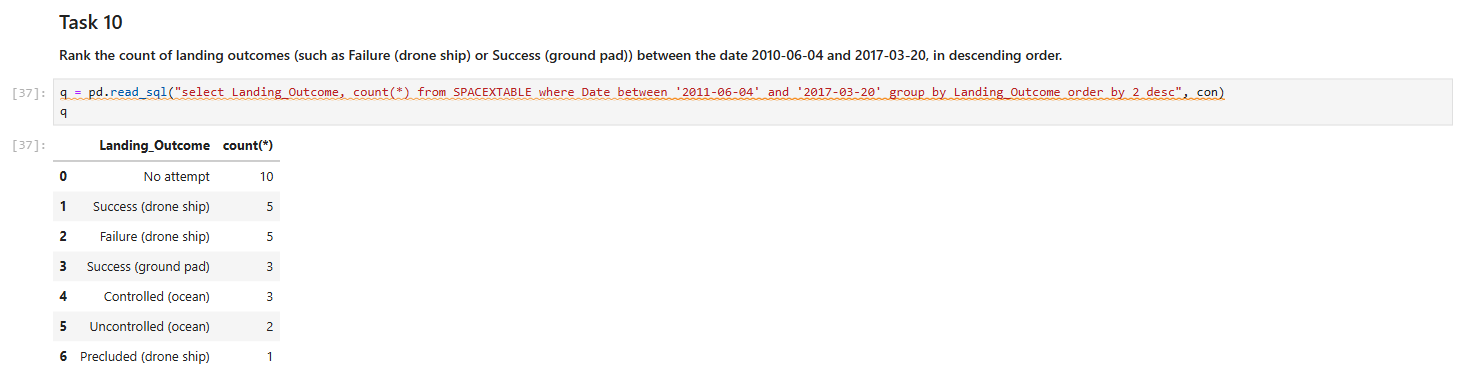 Task 10
Rank the count of landing outcomes (such as Failure (drone ship) or Success (ground pad)) between the date 2010-06-04 and 2017-03-20, in descending order.
[37]: q = pd.read_sql("select Landing_Outcome, count(*) from SPACEXTABLE where Date between '2011-06-04' and '2017-03-20' group by Landing_Outcome order by 2 desc", con)
q
[37]: Landing_Outcome count(*)
0 No attempt 10
1 Success (drone ship) 5
2 Failure (drone ship) 5
3 Success (ground pad) 3
4 Controlled (ocean) 3
5 Uncontrolled (ocean) 2
6 Precluded (drone ship) 1